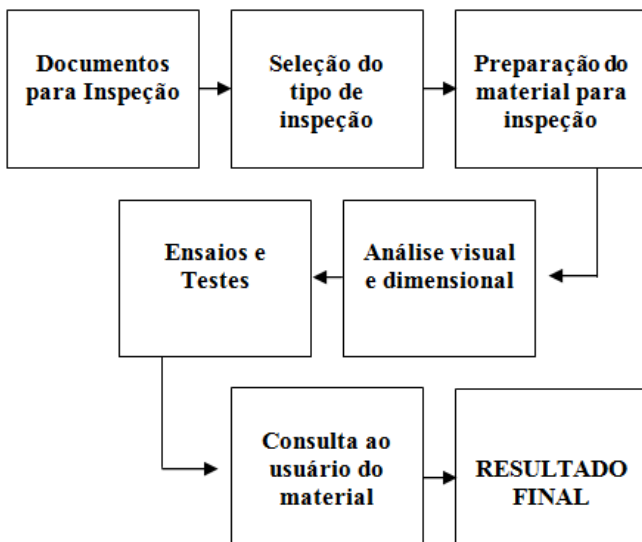 Documentos
para Inspeção
Seleção do
tipo de
inspeção
Preparação do
material para
inspeção
Análise visual
e dimensional
Ensaios e
Testes
Consulta ao
usuário do
material
RESULTADO
FINAL